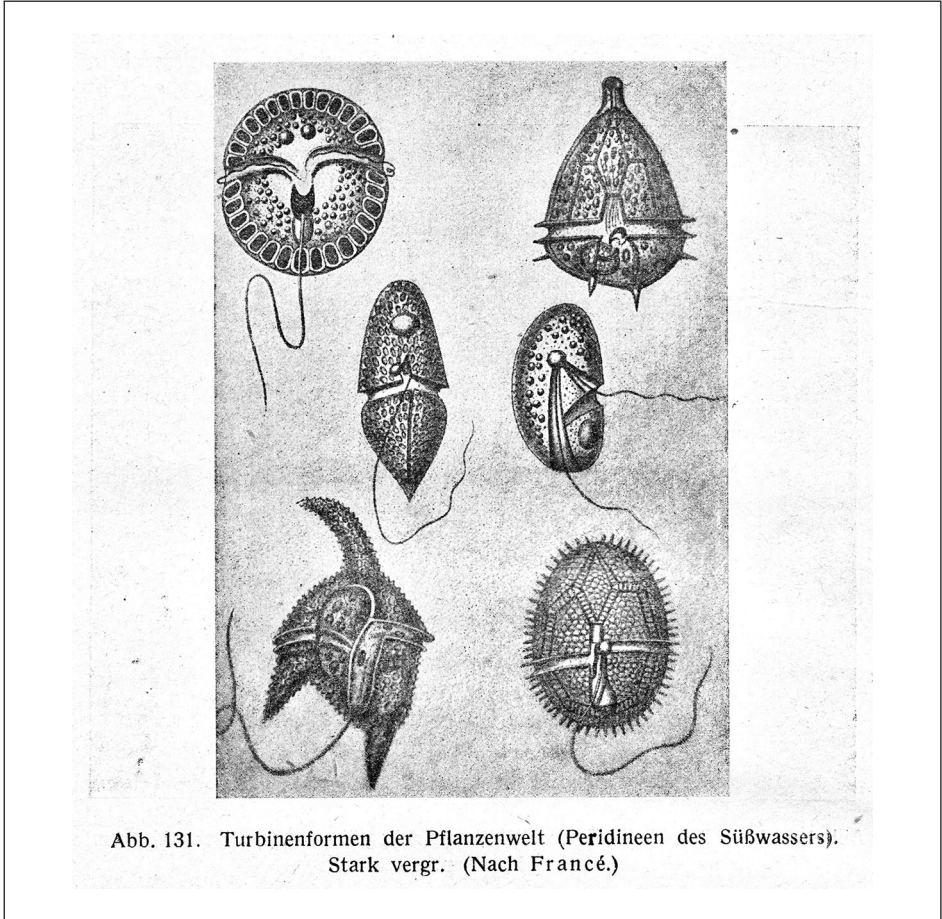 Abb. 131. Turbinenformen der Pflanzenwelt (Peridineen des Süßwassers).
Stark vergr. (Nach Francé.)